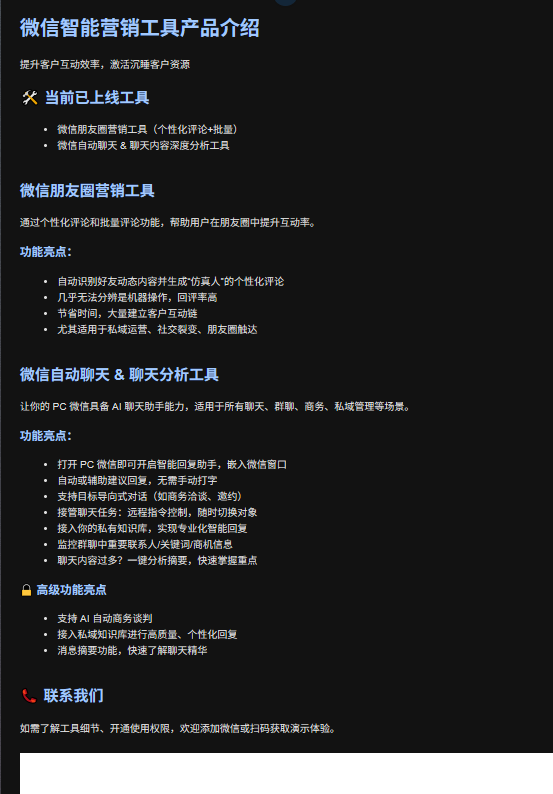 微信智能营销工具产品介绍
提升客户互动效率，激活沉睡客户资源
🛠 当前已上线工具
• 微信朋友圈营销工具（个性化评论+批量）
• 微信自动聊天 & 聊天内容深度分析工具
微信朋友圈营销工具
通过个性化评论和批量评论功能，帮助用户在朋友圈中提升互动率。
功能亮点：
• 自动识别好友动态内容并生成"仿真人"的个性化评论
• 几乎无法分辨是机器操作，回评率高
• 节省时间，大量建立客户互动链
• 尤其适用于私域运营、社交裂变、朋友圈触达
微信自动聊天 & 聊天分析工具
让你的 PC 微信具备 AI 聊天助手能力，适用于所有聊天、群聊、商务、私域管理等场景。
功能亮点：
• 打开 PC 微信即可开启智能回复助手，嵌入微信窗口
• 自动或辅助建议回复，无需手动打字
• 支持目标导向式对话（如商务洽谈、邀约）
• 接管聊天任务：远程指令控制，随时切换对象
• 接入你的私有知识库，实现专业化智能回复
• 监控群聊中重要联系人/关键词/商机信息
• 聊天内容过多？一键分析摘要，快速掌握重点
🔒 高级功能亮点
• 支持 AI 自动商务谈判
• 接入私域知识库进行高质量、个性化回复
• 消息摘要功能，快速了解聊天精华
📞 联系我们
如需了解工具细节、开通使用权限，欢迎添加微信或扫码获取演示体验。